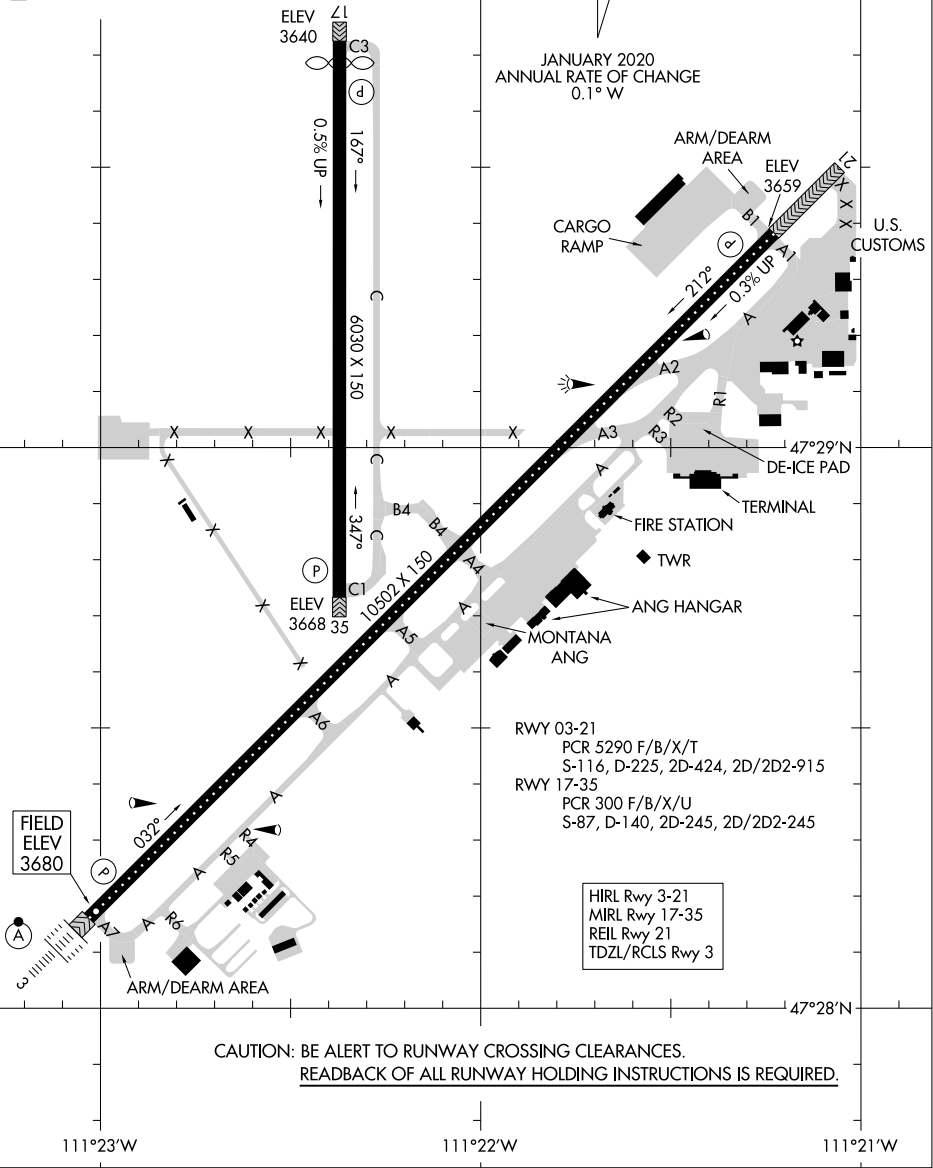 17
ELEV
3640
C3
P
0.5% UP
167°
JANUARY 2020
ANNUAL RATE OF CHANGE
0.1° W
ARM/DEARM
AREA
ELEV
3659
21
X
X
X
B1
P
A1
U.S.
CUSTOMS
CARGO
RAMP
212°
0.3% UP
A
C
6030 X 150
A2
R1
R2
X
X
X
X
X
A3
R3
47°29'N
DE-ICE PAD
X
C
A
TERMINAL
FIRE STATION
X
347°
C
B4
B4
A4
TWR
P
C1
ELEV
3668
35
X
10502 X 150
A
ANG HANGAR
MONTANA
ANG
X
A5
A
A6
RWY 03-21
PCR 5290 F/B/X/T
S-116, D-225, 2D-424, 2D/2D2-915
RWY 17-35
PCR 300 F/B/X/U
S-87, D-140, 2D-245, 2D/2D2-245
A
FIELD
ELEV
3680
032°
R4
R5
P
A
HIRL Rwy 3-21
MIRL Rwy 17-35
REIL Rwy 21
TDZL/RCLS Rwy 3
A
A7
A
R6
3
ARM/DEARM AREA
47°28'N
CAUTION: BE ALERT TO RUNWAY CROSSING CLEARANCES.
READBACK OF ALL RUNWAY HOLDING INSTRUCTIONS IS REQUIRED.
111°23'W
111°22'W
111°21'W